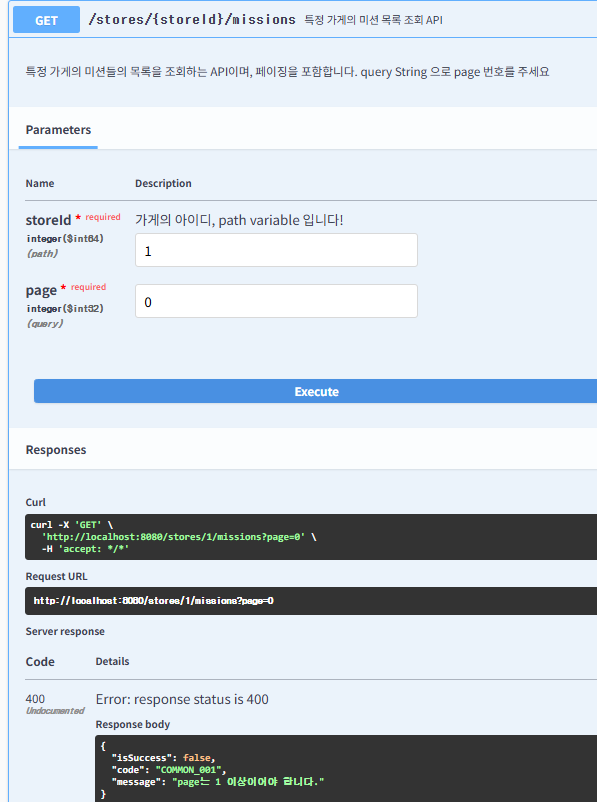 GET /stores/{storeId}/missions 특정 가게의 미션 목록 조회 API
특정 가게의 미션들의 목록을 조회하는 API이며, 페이징을 포함합니다. query String 으로 page 번호를 주세요
Parameters
Name Description
storeId * required 가게의 아이디, path variable 입니다!
integer($int64) 1
(path)
page * required
integer($int32) 0
(query)
Execute
Responses
Curl
curl -X 'GET' \
'http://localhost:8080/stores/1/missions?page=0' \
-H 'accept: */*'
Request URL
http://localhost:8080/stores/1/missions?page=0
Server response
Code Details
400 Error: response status is 400
Undocumented
Response body
{
"isSuccess": false,
"code": "COMMON_001",
"message": "page는 1 이상이어야 합니다."
}